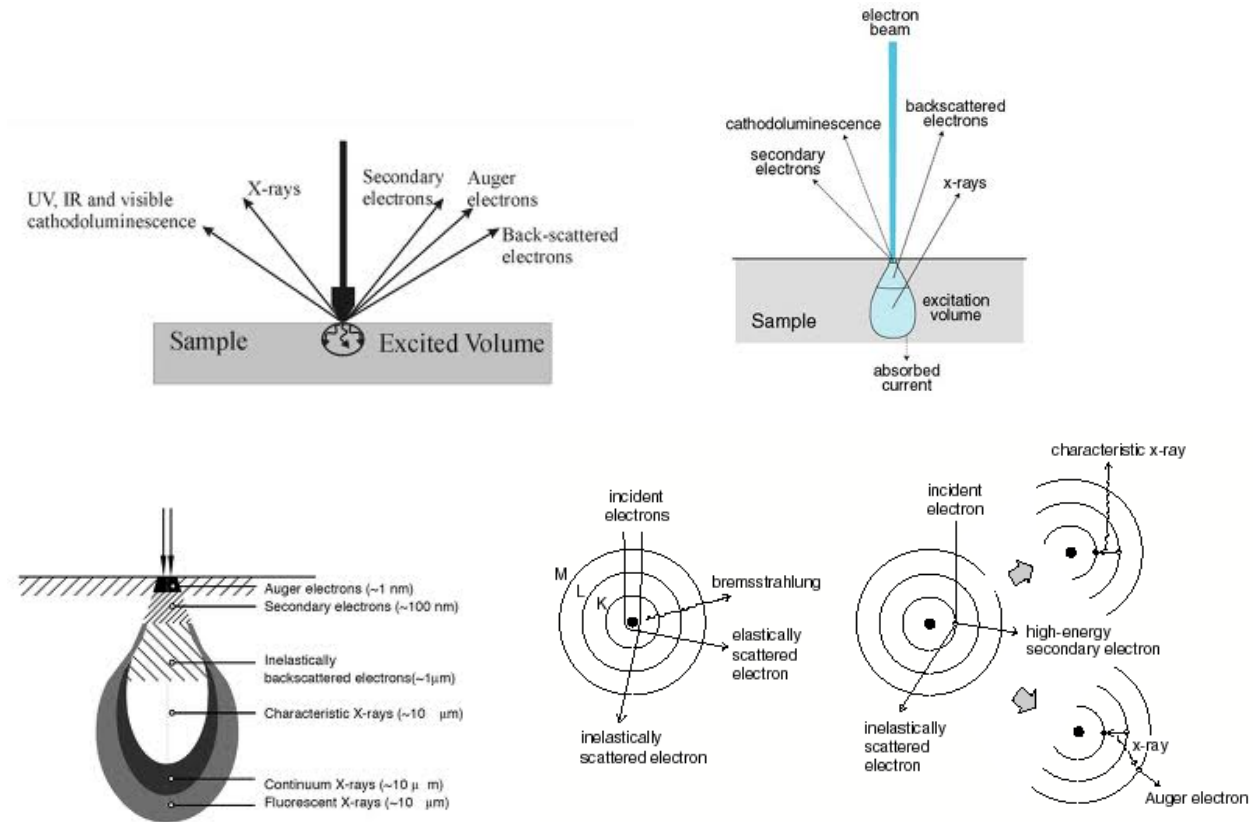 UV, IR and visible
cathodoluminescence
X-rays
Secondary
electrons
Auger
electrons
Back-scattered
electrons
Sample
Excited Volume
electron
beam
cathodoluminescence
backscattered
electrons
secondary
electrons
x-rays
Sample
excitation
volume
absorbed
current
Auger electrons (~1 nm)
Secondary electrons (~100 nm)
Inelastically
backscattered electrons(~1μm)
Characteristic X-rays (~10 μm)
Continuum X-rays (~10 μ m)
Fluorescent X-rays (~10 μm)
incident
electrons
M
L
K
bremsstrahlung
elastically
scattered
electron
inelastically
scattered electron
incident
electron
high-energy
secondary electron
inelastically
scattered
electron
characteristic x-ray
x-ray
Auger electron